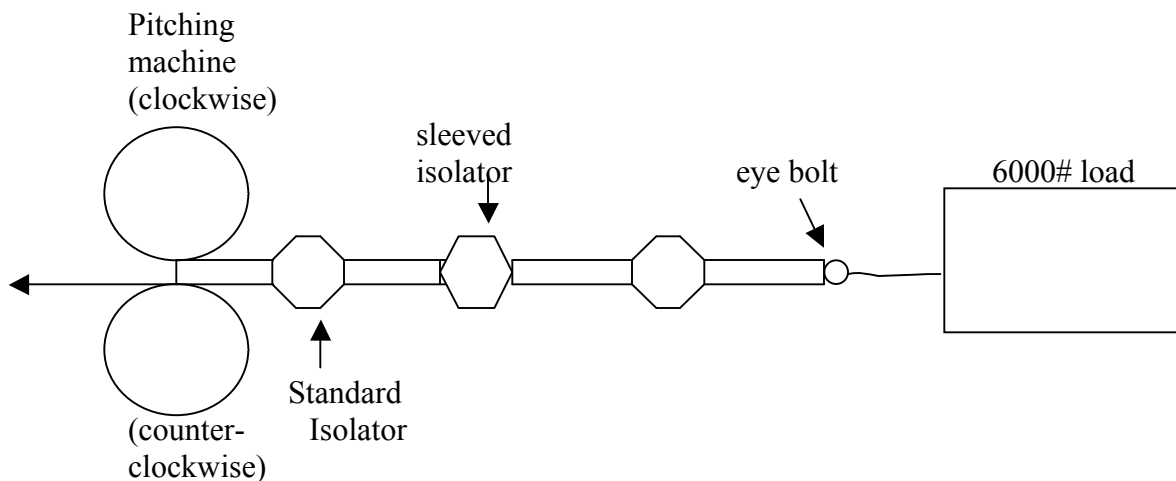 Pitching
machine
(clockwise)
sleeved
isolator
eye bolt
6000# load
Standard
Isolator
(counter-
clockwise)